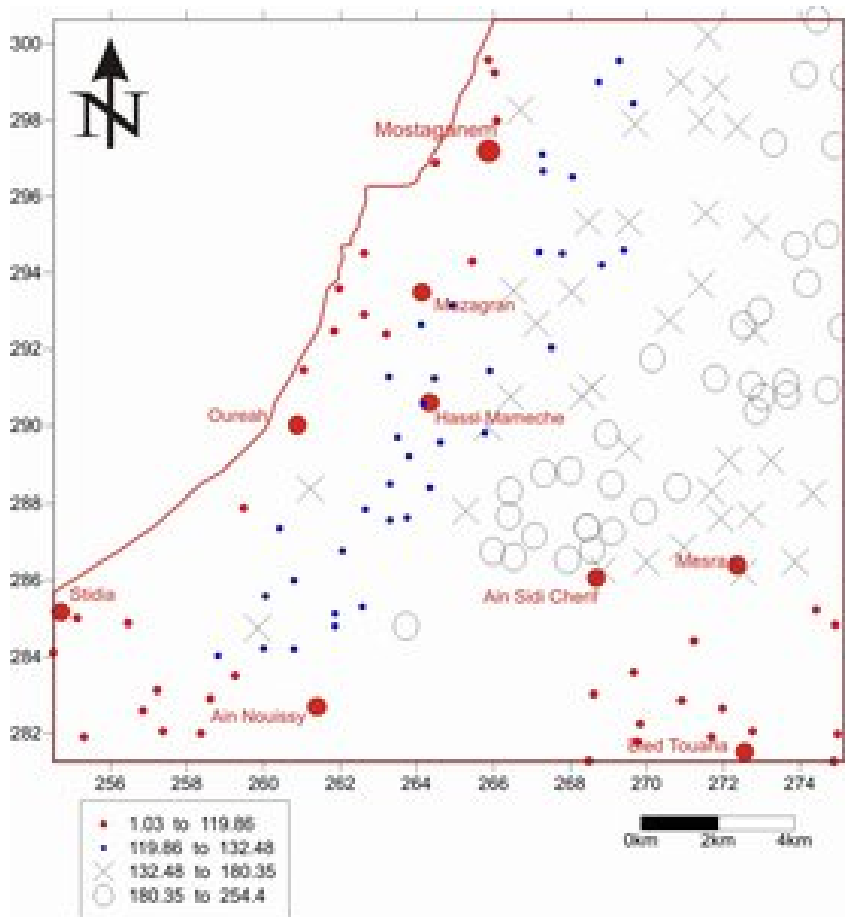 300
N
298
Mostaganem
296
294
Mazagran
292
Oureah
Hassi Mameche
290
288
286
Mesra
Stidia
Ain Sidi Cherif
284
Ain Nouissy
282
Bled Touaria
256 258 260 262 264 266 268 270 272 274
1.03 to 119.86
119.86 to 132.48
132.48 to 180.35
180.35 to 254.4
0km 2km 4km